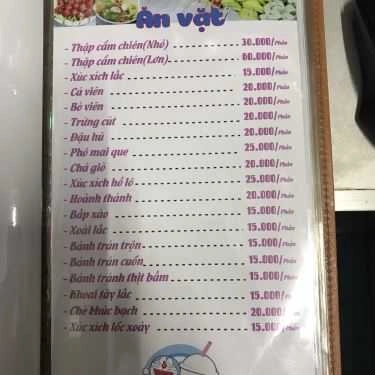 Ăn vặt
- Thập cẩm chiên(Nhỏ) 30.000/Phần
- Thập cẩm chiên(Lớn) 60.000/Phần
- Xúc xích lắc 15.000/Phần
- Cá viên 20.000/Phần
- Bò viên 20.000/Phần
- Trứng cút 20.000/Phần
- Đậu hủ 20.000/Phần
- Phô mai que 25.000/Phần
- Chả giò 20.000/Phần
- Xúc xích hồ lô 25.000/Phần
- Hoành thánh 20.000/Phần
- Bắp xào 15.000/Phần
- Xoài lắc 15.000/Phần
- Bánh trán trộn 15.000/Phần
- Bánh trán cuốn 15.000/Phần
- Bánh tránh thịt bằm 15.000/Phần
- Khoai tây lắc 15.000/Phần
- Chè khúc bạch 20.000/Phần
- Xúc xích lốc xoáy 15.000/Phần